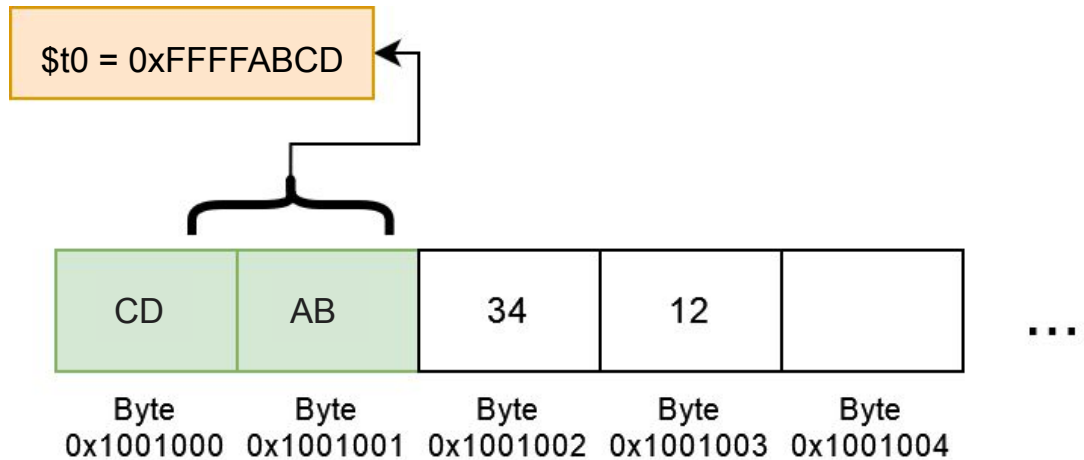 $t0 = 0xFFFFABCD
CD AB 34 12
Byte Byte Byte Byte Byte
0x1001000 0x1001001 0x1001002 0x1001003 0x1001004
...